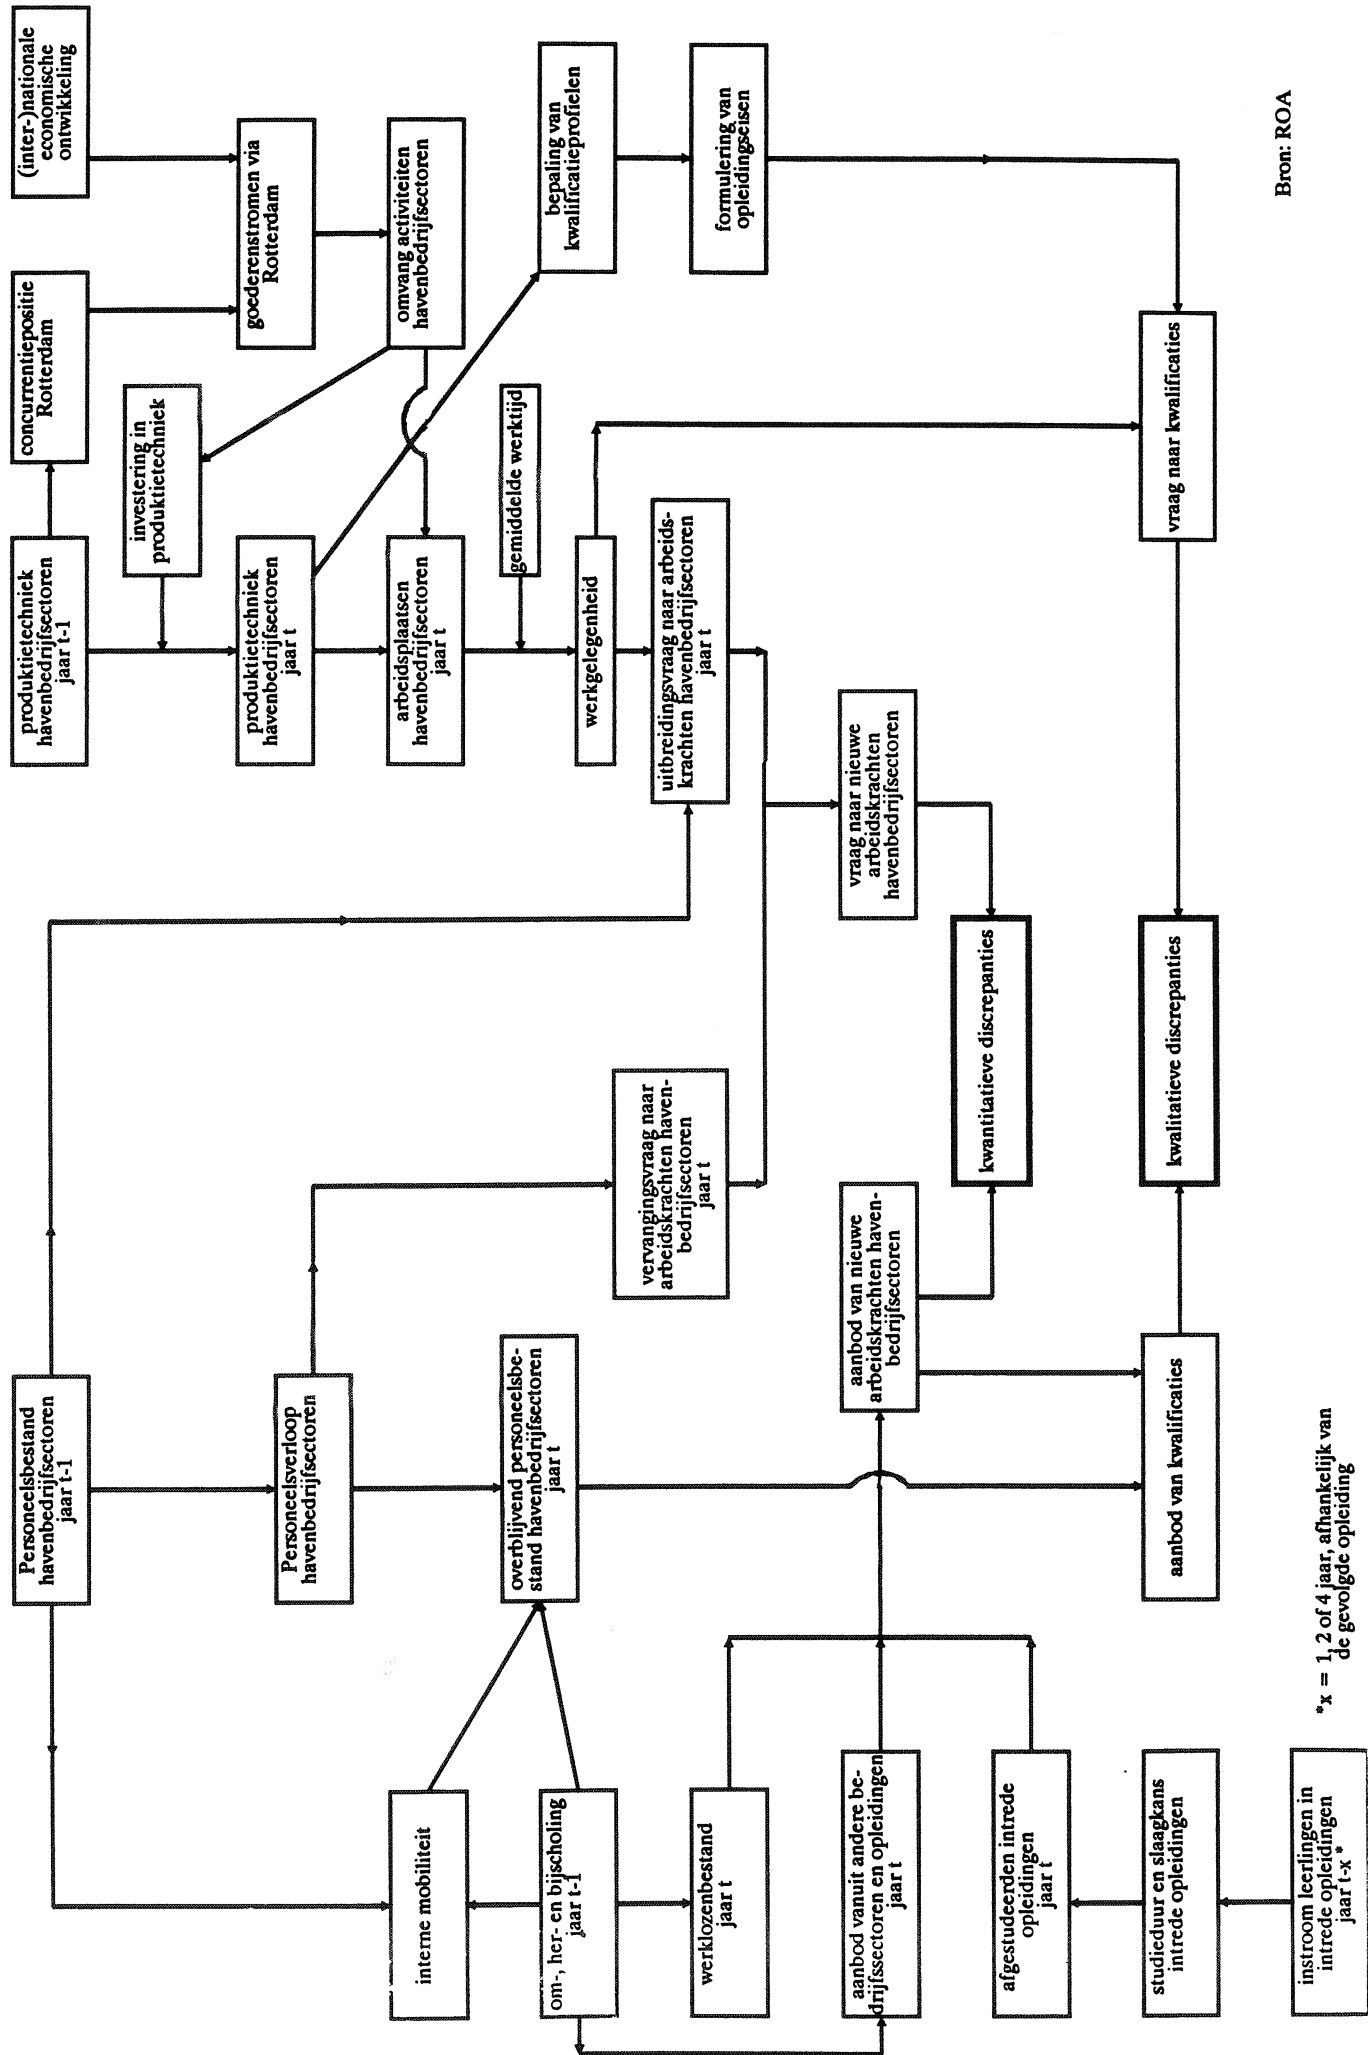 Personeelsbestand
havenbedrijfsectoren
jaar t-1
produktietechniek
havenbedrijfsectoren
jaar t-1
concurrentiepositie
Rotterdam
(inter-)nationale
economische
ontwikkeling
investering in
produktietechniek
Personeelsverloop
havenbedrijfsectoren
produktietechniek
havenbedrijfsectoren
jaar t
goederenstromen via
Rotterdam
interne mobiliteit
arbeidsplaatsen
havenbedrijfsectoren
jaar t
omvang activiteiten
havenbedrijfsectoren
om-, her- en bijscholing
jaar t-1
overblijvend personeelsbe-
stand havenbedrijfsectoren
jaar t
gemiddelde werktijd
bepaling van
kwalificatieprofielen
werkgelegenheid
werklozenbestand
jaar t
vervangingsvraag naar
arbeidskrachten haven-
bedrijfsectoren
jaar t
uitbreidingsvraag naar arbeids-
krachten havenbedrijfsectoren
jaar t
formulering van
opleidingseisen
aanbod vanuit andere be-
drijfssectoren en opleidingen
jaar t
aanbod van nieuwe
arbeidskrachten haven-
bedrijfsectoren
vraag naar nieuwe
arbeidskrachten
havenbedrijfsectoren
afgestudeerden intrede
opleidingen
jaar t
kwantitatieve discrepanties
studieduur en slaagkans
intrede opleidingen
aanbod van kwalificaties
kwalitatieve discrepanties
vraag naar kwalificaties
instroom leerlingen in
intrede opleidingen
jaar t-x *
*x = 1, 2 of 4 jaar, afhankelijk van
de gevolgde opleiding
Bron: ROA